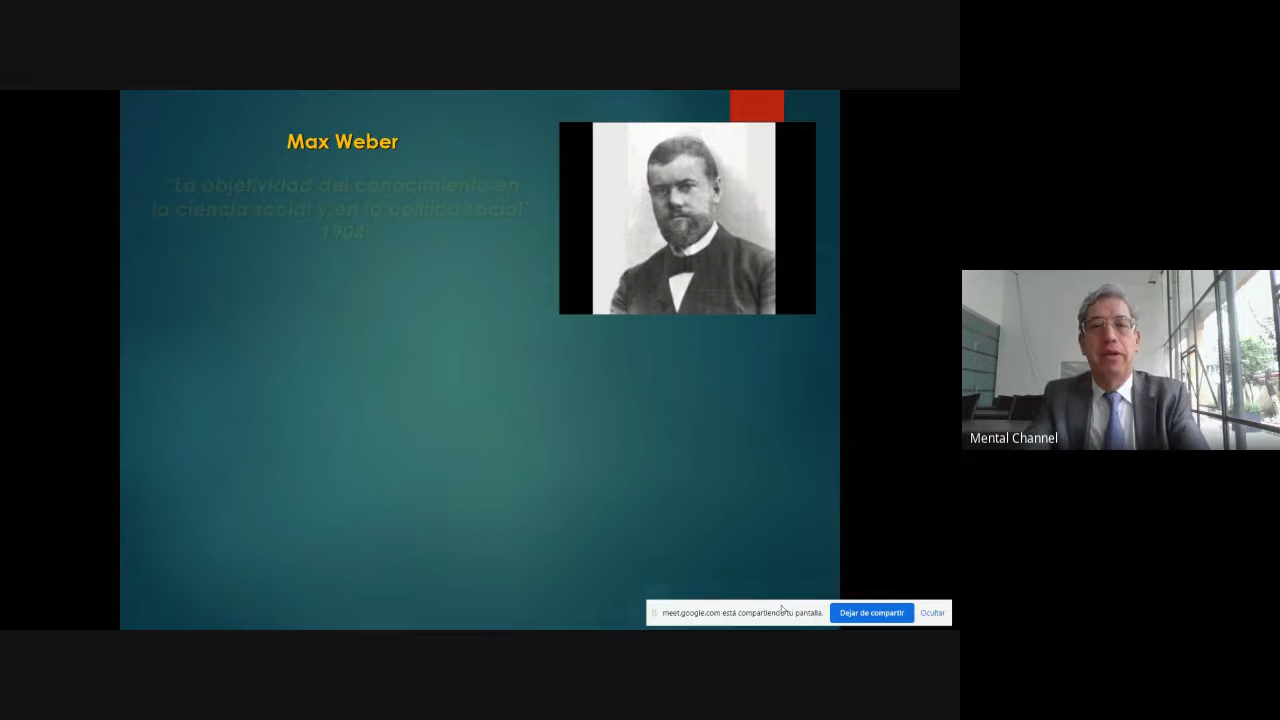 Max Weber
"La objetividad del conocimiento en
la ciencia social y en la política social"
1904
meet.google.com está compartiendo tu pantalla.
Dejar de compartir
Ocultar
Mental Channel